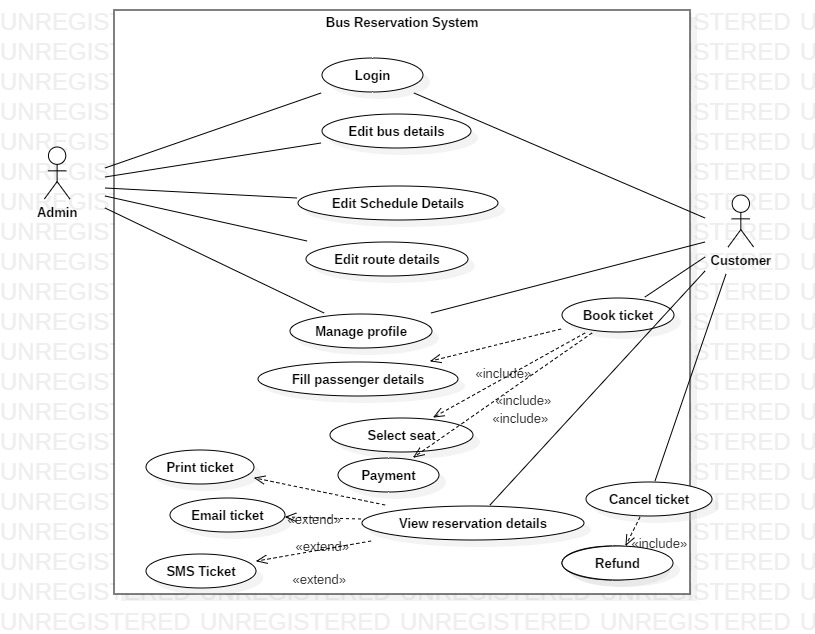 Bus Reservation System
Login
Edit bus details
Admin
Edit Schedule Details
Customer
Edit route details
Book ticket
Manage profile
«include»
Fill passenger details
«include»
«include»
Select seat
Print ticket
Payment
Cancel ticket
Email ticket
«extend»
View reservation details
«include»
«extend»
Refund
SMS Ticket
«extend»
UNREGISTERED UNREGISTERED UNREGISTERED UNREGISTERED